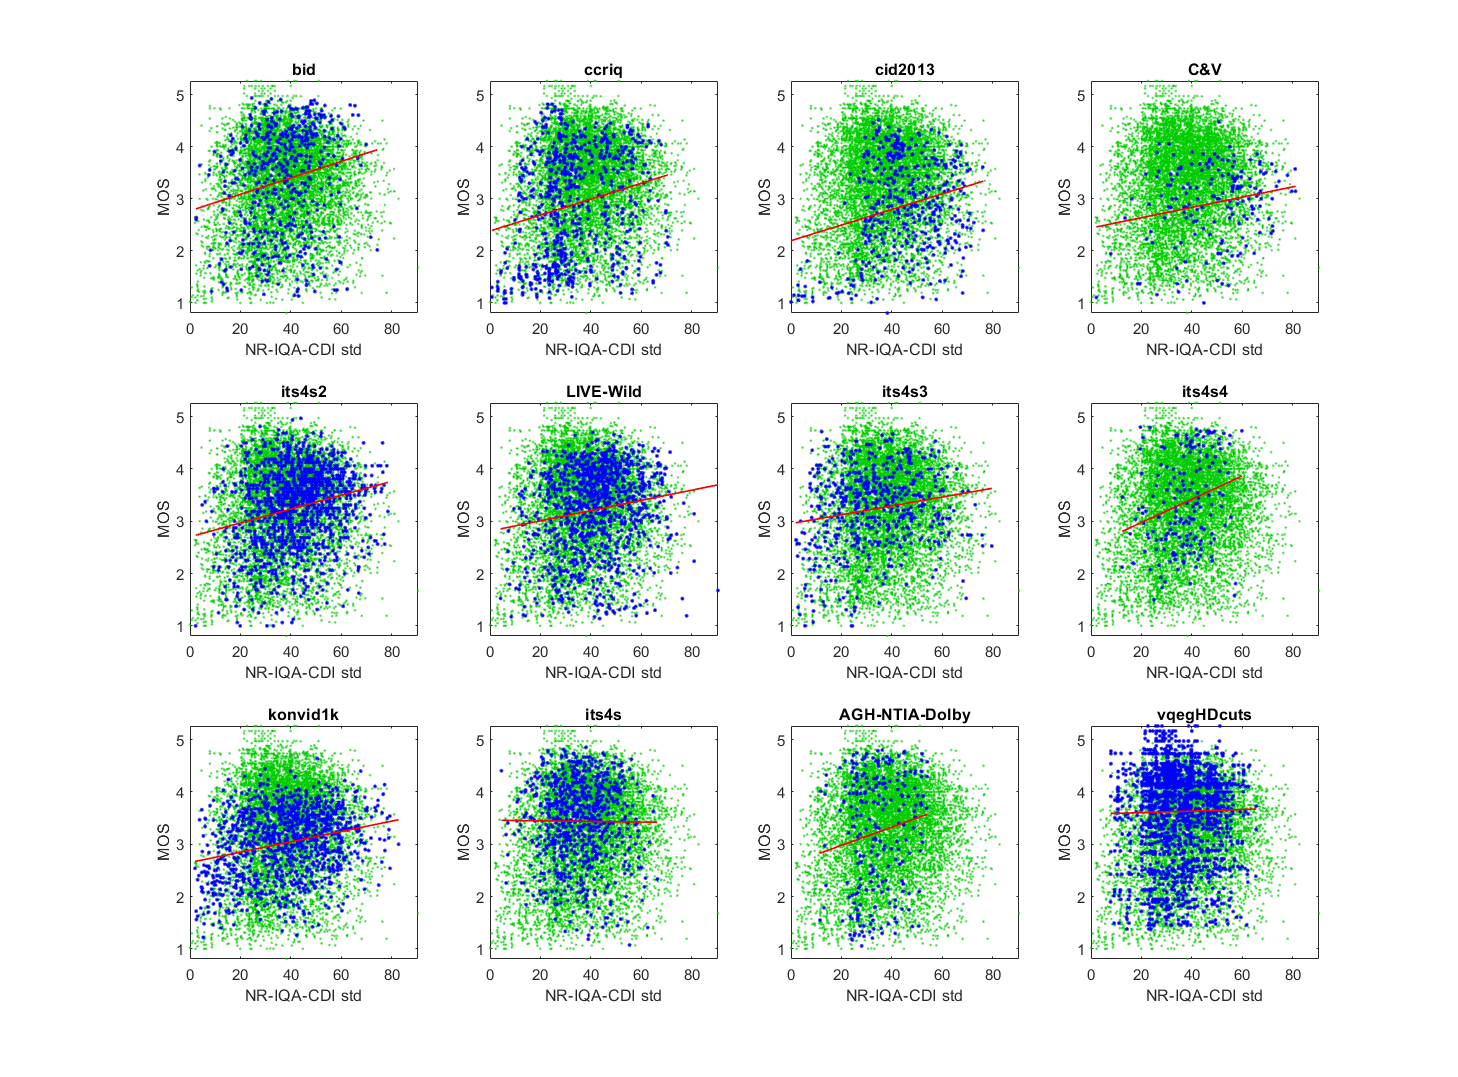 bid
ccriq
cid2013
C&V
5
4
3
2
1
MOS
0 20 40 60 80
NR-IQA-CDI std
5
4
3
2
1
MOS
0 20 40 60 80
NR-IQA-CDI std
5
4
3
2
1
MOS
0 20 40 60 80
NR-IQA-CDI std
5
4
3
2
1
MOS
0 20 40 60 80
NR-IQA-CDI std
its4s2
LIVE-Wild
its4s3
its4s4
5
4
3
2
1
MOS
0 20 40 60 80
NR-IQA-CDI std
5
4
3
2
1
MOS
0 20 40 60 80
NR-IQA-CDI std
5
4
3
2
1
MOS
0 20 40 60 80
NR-IQA-CDI std
5
4
3
2
1
MOS
0 20 40 60 80
NR-IQA-CDI std
konvid1k
its4s
AGH-NTIA-Dolby
vqegHDcuts
5
4
3
2
1
MOS
0 20 40 60 80
NR-IQA-CDI std
5
4
3
2
1
MOS
0 20 40 60 80
NR-IQA-CDI std
5
4
3
2
1
MOS
0 20 40 60 80
NR-IQA-CDI std
5
4
3
2
1
MOS
0 20 40 60 80
NR-IQA-CDI std